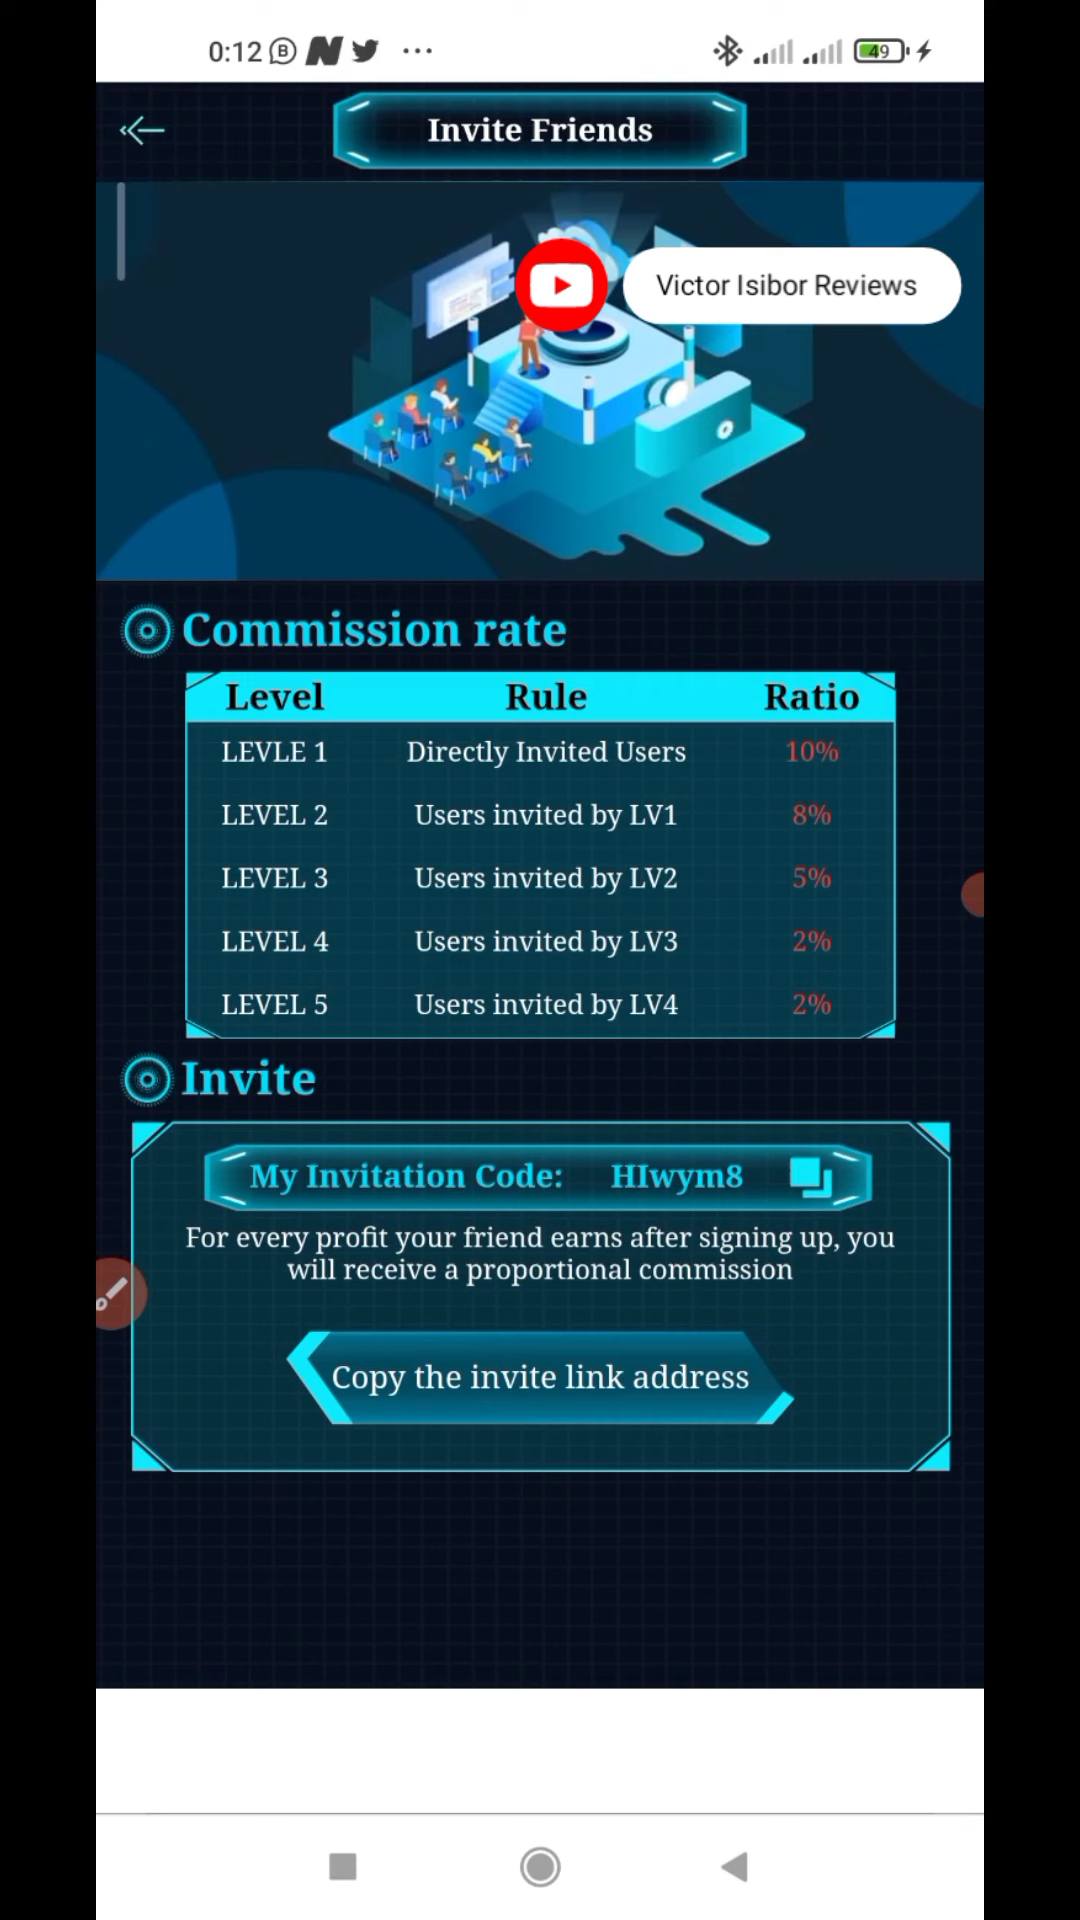 0:12
49
Invite Friends
Victor Isibor Reviews
Commission rate
Level Rule Ratio
LEVLE 1 Directly Invited Users 10%
LEVEL 2 Users invited by LV1 8%
LEVEL 3 Users invited by LV2 5%
LEVEL 4 Users invited by LV3 2%
LEVEL 5 Users invited by LV4 2%
Invite
My Invitation Code: HIwym8
For every profit your friend earns after signing up, you
will receive a proportional commission
Copy the invite link address